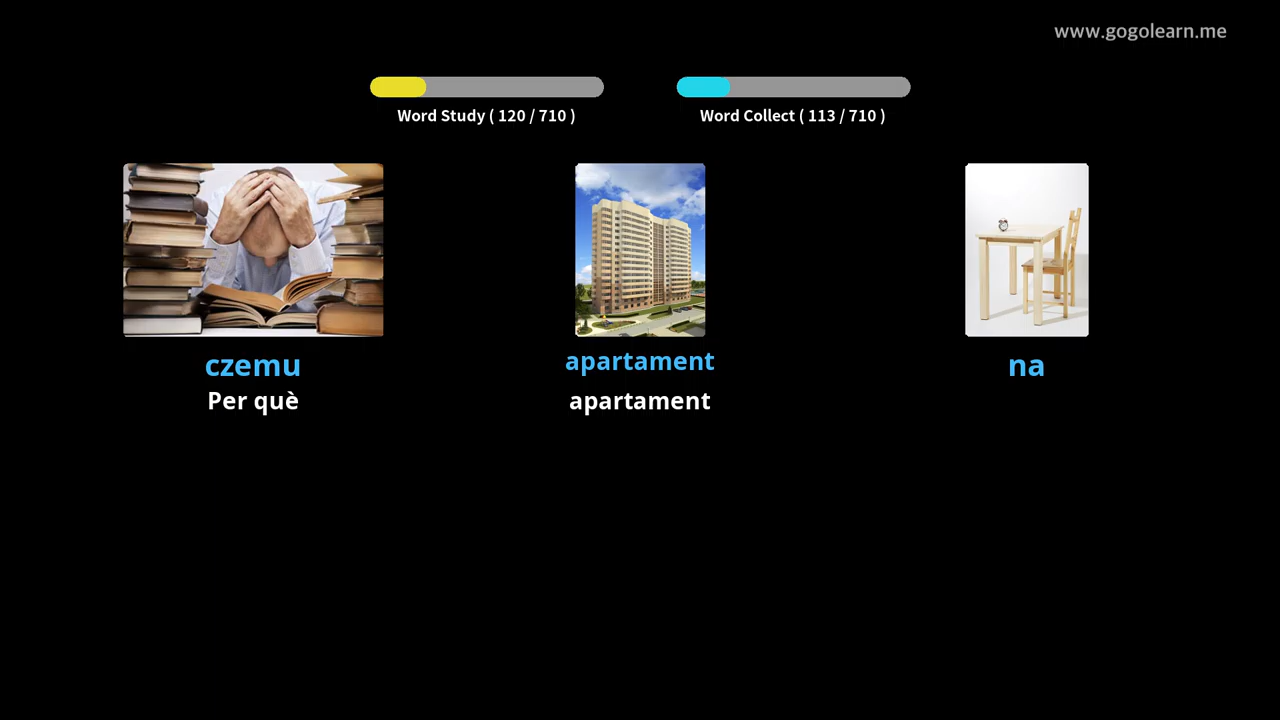 www.gogolearn.me
Word Study ( 120 / 710 )
Word Collect ( 113 / 710 )
czemu
Per què
apartament
apartament
na